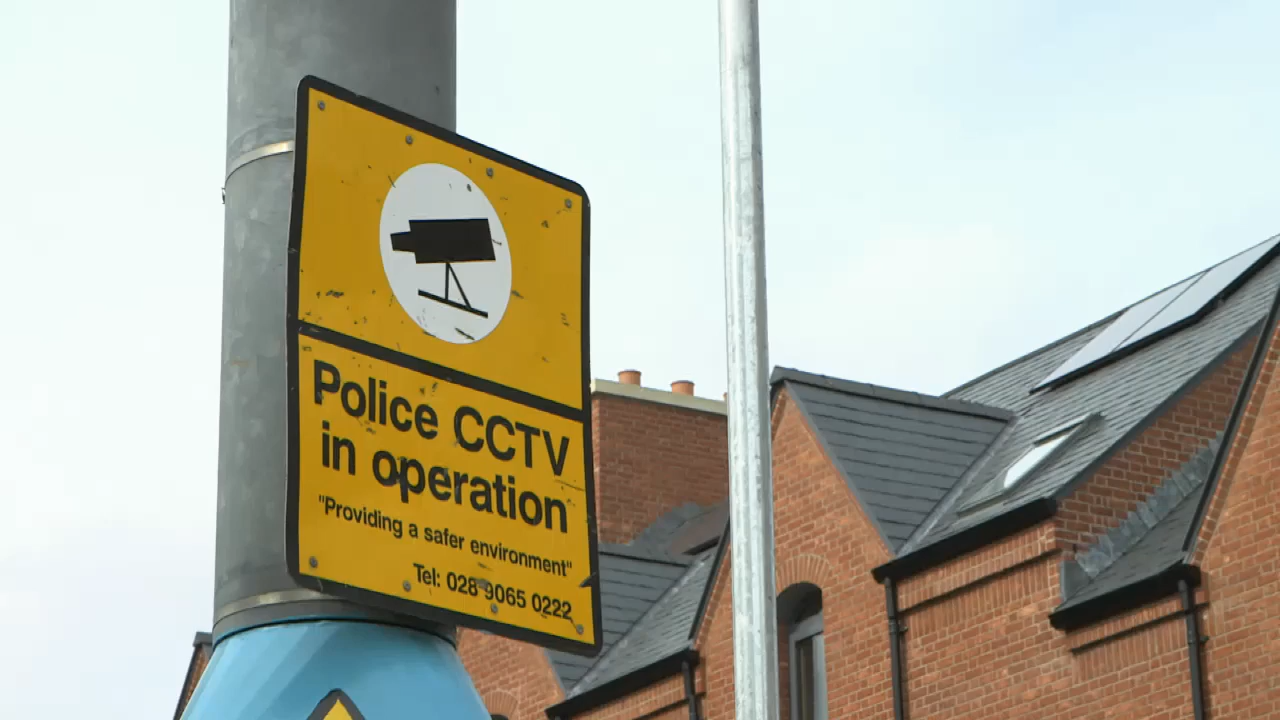 Police CCTV
in operation
"Providing a safer environment"
Tel: 028 9065 0222